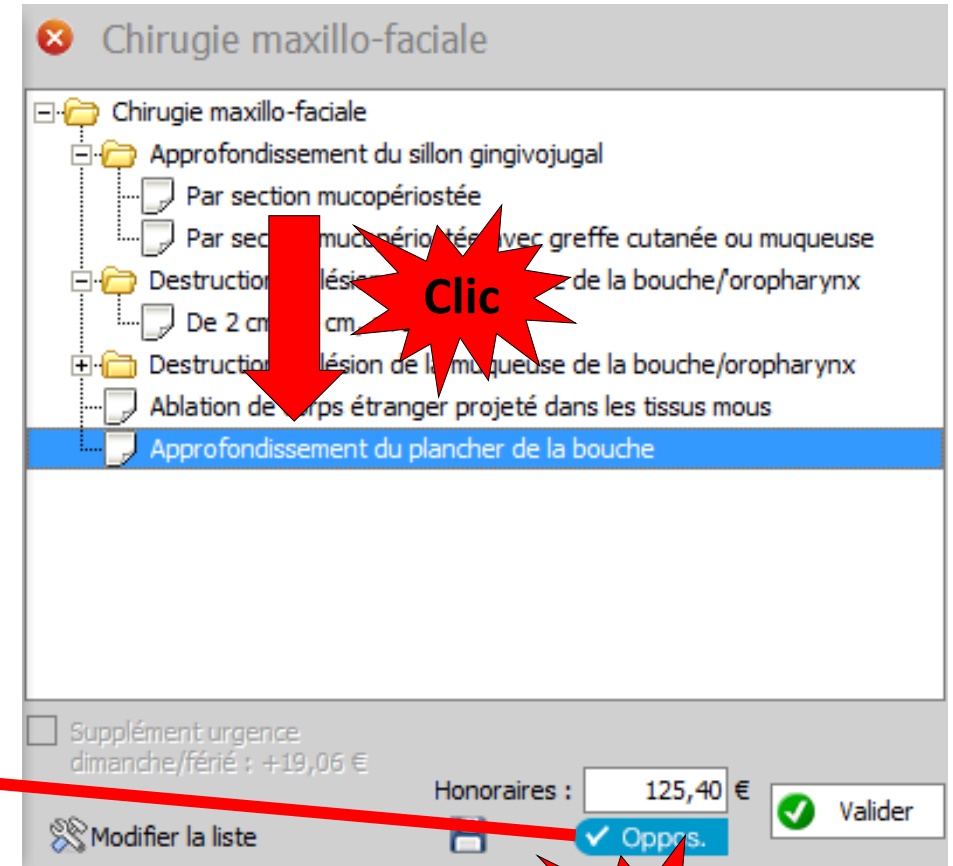 Chirugie maxillo-faciale
Chirugie maxillo-faciale
Approfondissement du sillon gingivojugal
Par section mucopériostée
Par section mucopériostée avec greffe cutanée ou muqueuse
Destruction lésion de la bouche/'oropharynx
Clic
De 2 cm cm
Destruction lésion de la muqueuse de la bouche/oropharynx
Ablation de corps étranger projeté dans les tissus mous
Approfondissement du plancher de la bouche
Supplément urgence
dimanche/férié : +19,06 €
Honoraires : 125,40 €
Valider
Modifier la liste
Oppos.